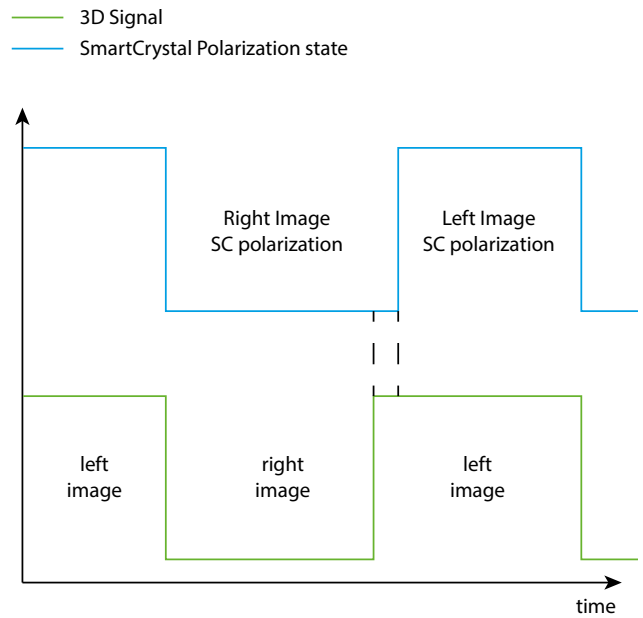 3D Signal
SmartCrystal Polarization state
Right Image
SC polarization
Left Image
SC polarization
left
image
right
image
left
image
time